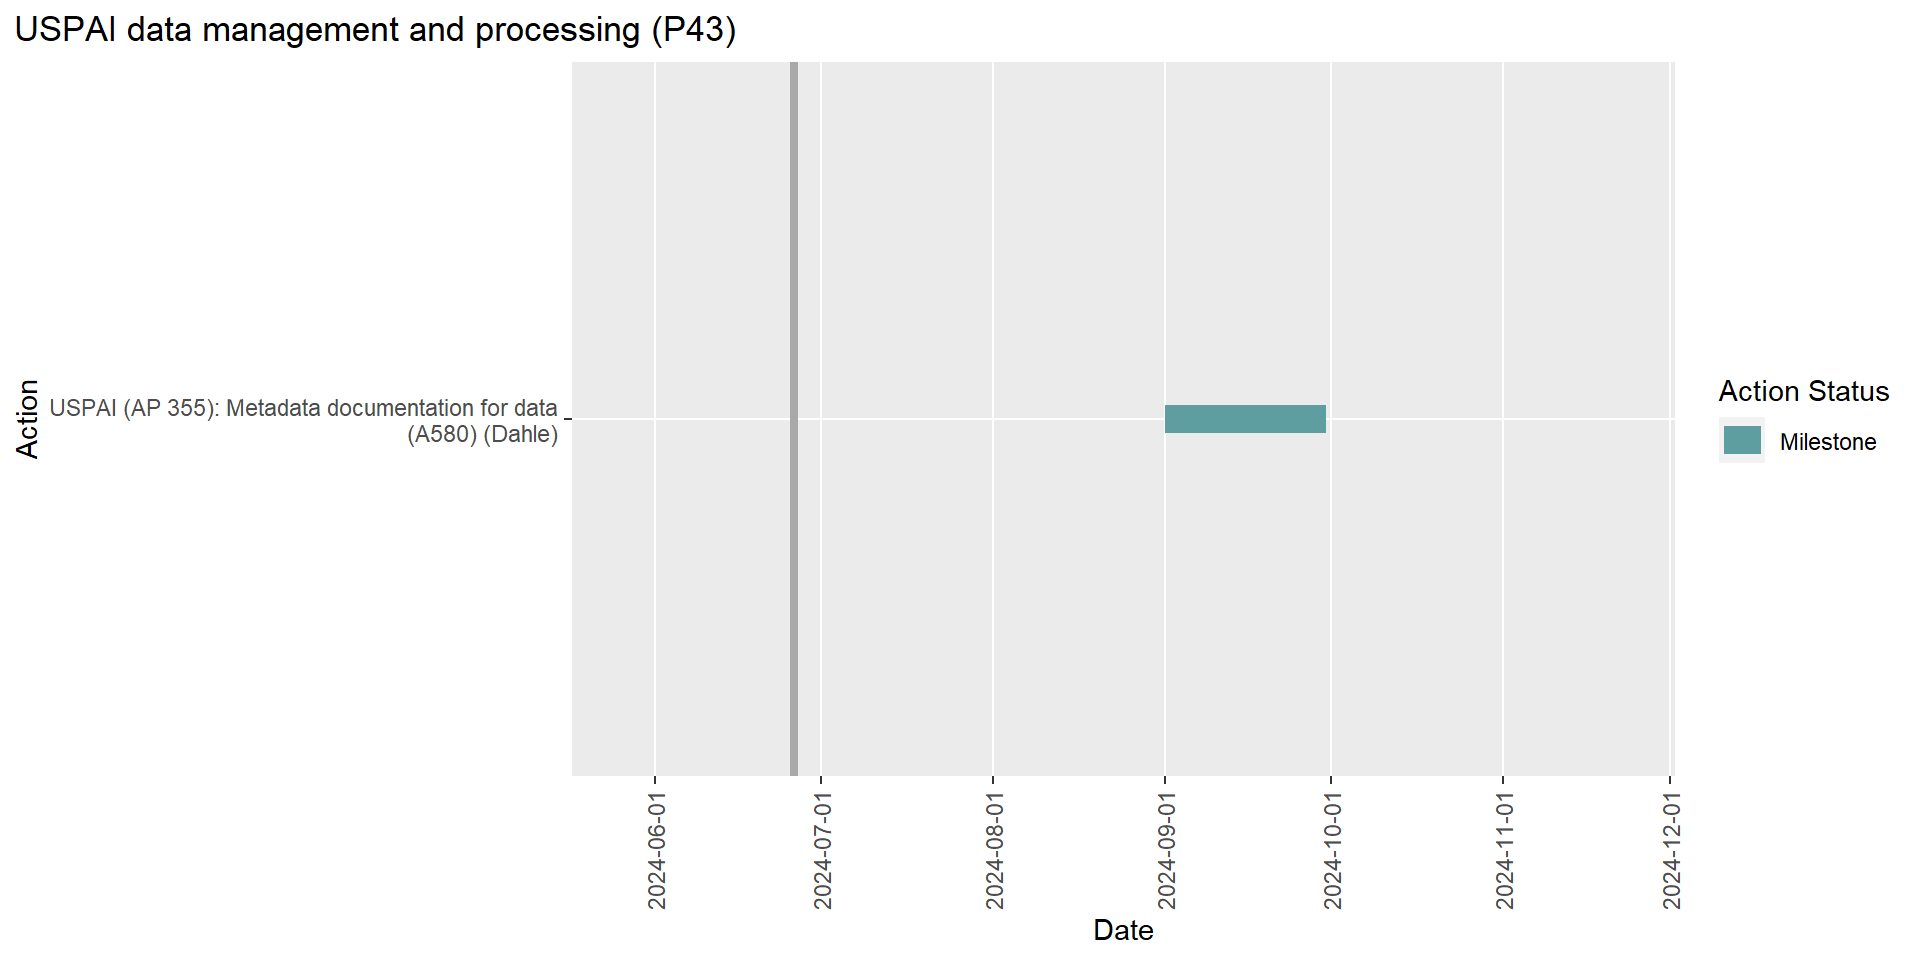 USPAI data management and processing (P43)
Action
USPAI (AP 355): Metadata documentation for data
(A580) (Dahle)
Action Status
Milestone
2024-06-01
2024-07-01
2024-08-01
2024-09-01
2024-10-01
2024-11-01
2024-12-01
Date